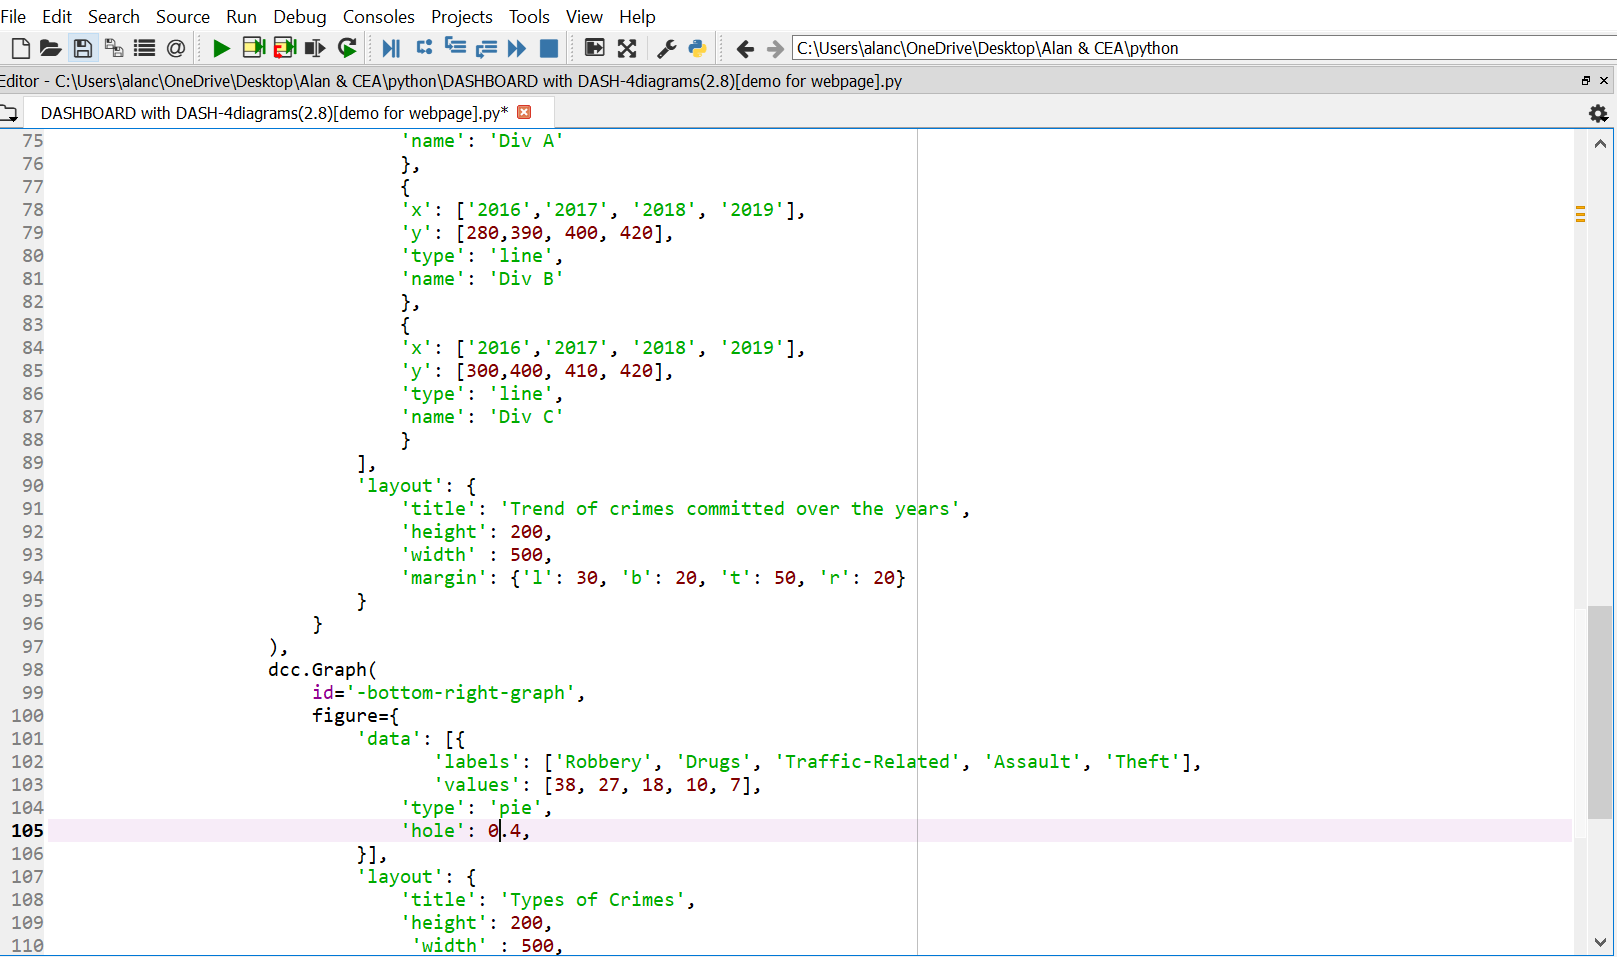 File Edit Search Source Run Debug Consoles Projects Tools View Help
C:\Users\alanc\OneDrive\Desktop\Alan & CEA\python
Editor - C:\Users\alanc\OneDrive\Desktop\Alan & CEA\python\DASHBOARD with DASH-4diagrams(2.8)[demo for webpage].py
DASHBOARD with DASH-4diagrams(2.8)[demo for webpage].py*
75 'name': 'Div A'
76 },
77 {
78 'x': ['2016','2017', '2018', '2019'],
79 'y': [280,390, 400, 420],
80 'type': 'line',
81 'name': 'Div B'
82 },
83 {
84 'x': ['2016','2017', '2018', '2019'],
85 'y': [300,400, 410, 420],
86 'type': 'line',
87 'name': 'Div C'
88 }
89 ],
90 'layout': {
91 'title': 'Trend of crimes committed over the years',
92 'height': 200,
93 'width' : 500,
94 'margin': {'l': 30, 'b': 20, 't': 50, 'r': 20}
95 }
96 }
97 ),
98 dcc.Graph(
99 id='-bottom-right-graph',
100 figure={
101 'data': [{
102 'labels': ['Robbery', 'Drugs', 'Traffic-Related', 'Assault', 'Theft'],
103 'values': [38, 27, 18, 10, 7],
104 'type': 'pie',
105 'hole': 0.4,
106 }],
107 'layout': {
108 'title': 'Types of Crimes',
109 'height': 200,
110 'width' : 500,